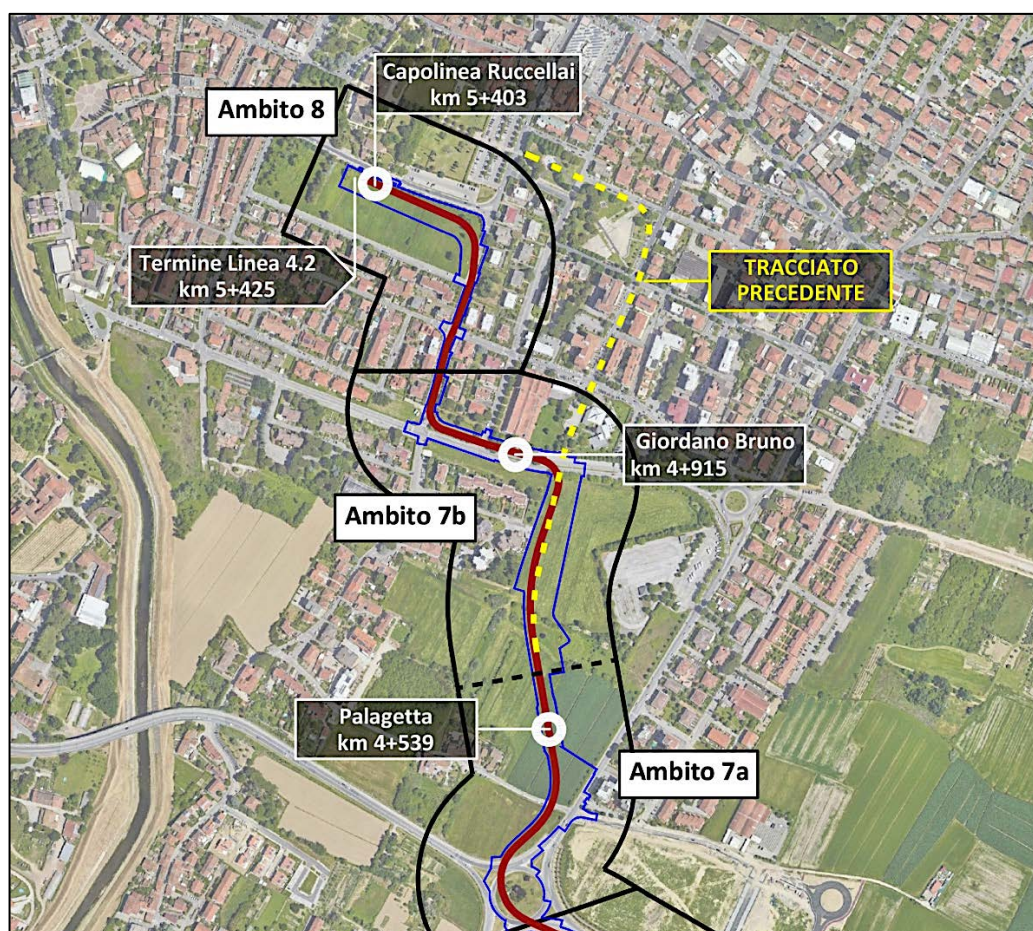 Capolinea Ruccellai
km 5+403
Ambito 8
Termine Linea 4.2
km 5+425
TRACCIATO
PRECEDENTE
Giordano Bruno
km 4+915
Ambito 7b
Palagetta
km 4+539
Ambito 7a